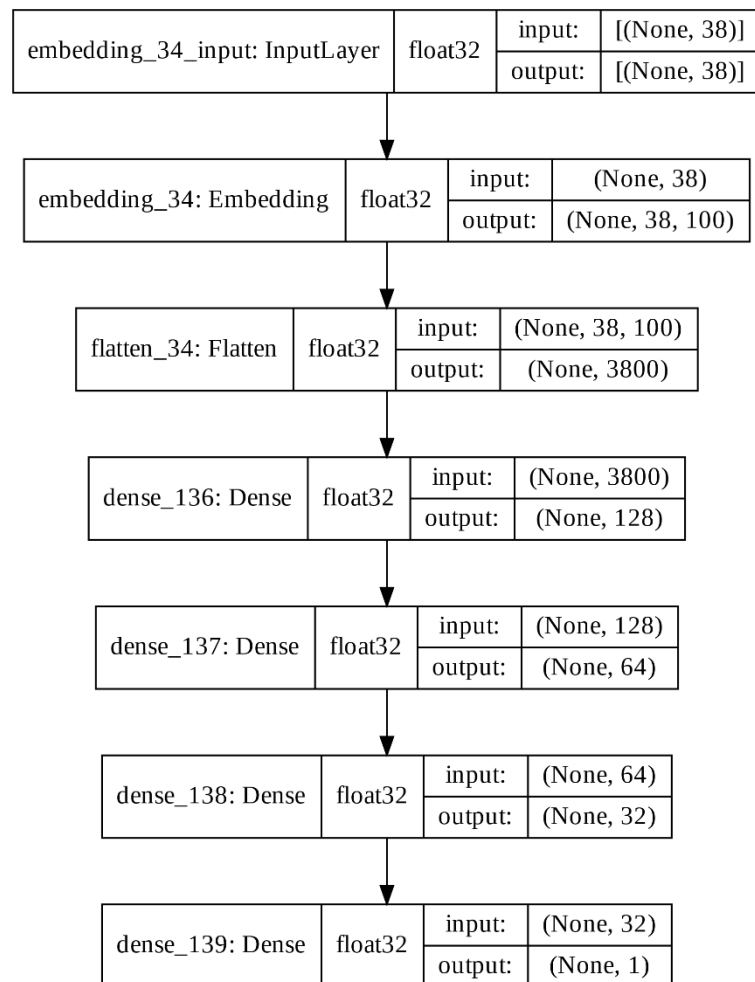 embedding_34_input: InputLayer float32 input: [(None, 38)]
output: [(None, 38)]
embedding_34: Embedding float32 input: (None, 38)
output: (None, 38, 100)
flatten_34: Flatten float32 input: (None, 38, 100)
output: (None, 3800)
dense_136: Dense float32 input: (None, 3800)
output: (None, 128)
dense_137: Dense float32 input: (None, 128)
output: (None, 64)
dense_138: Dense float32 input: (None, 64)
output: (None, 32)
dense_139: Dense float32 input: (None, 32)
output: (None, 1)